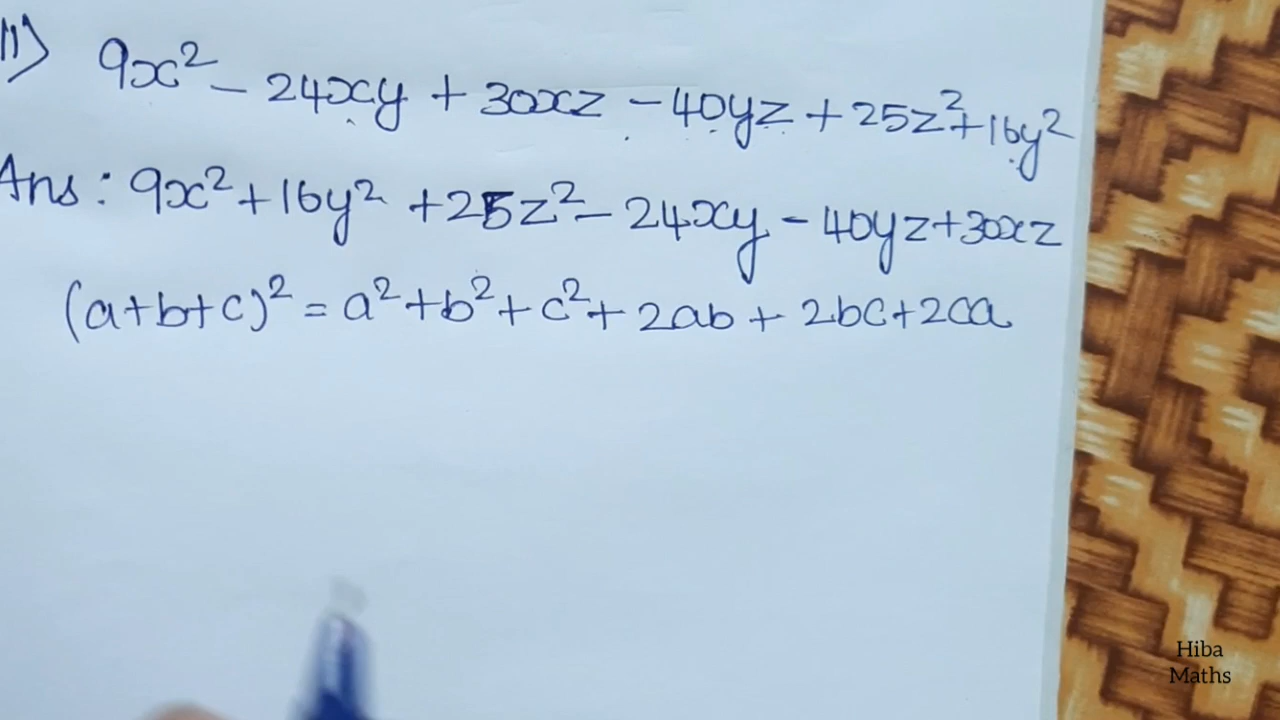 11) 9x² - 24xy + 30xz - 40yz + 25z² + 16y²
Ans : 9x² + 16y² + 25z² - 24xy - 40yz + 30xz
(a+b+c)² = a² + b² + c² + 2ab + 2bc + 2ca
Hiba
Maths